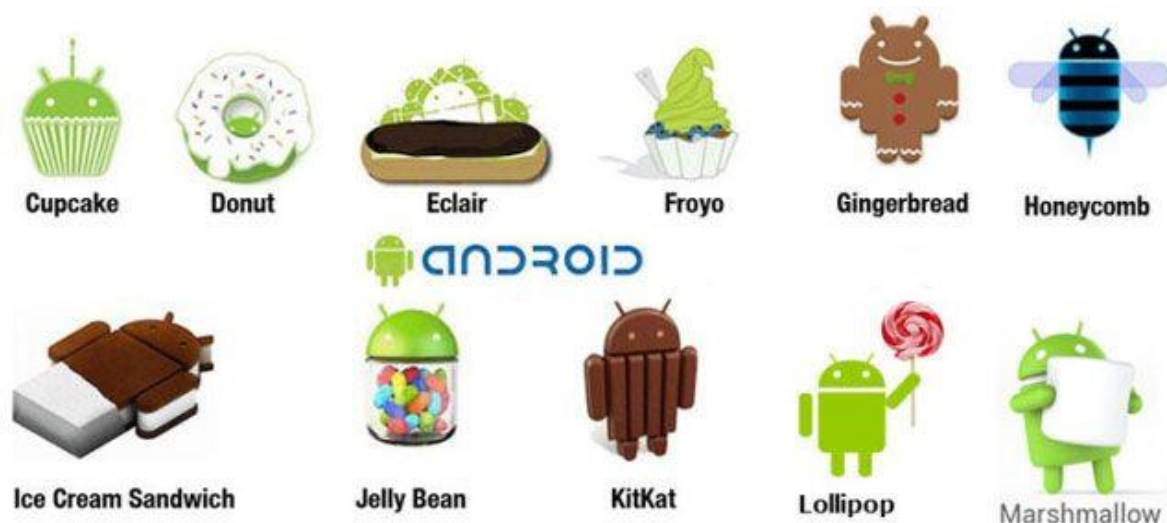 Cupcake
Donut
Eclair
Froyo
Gingerbread
Honeycomb
ANDROID
Ice Cream Sandwich
Jelly Bean
KitKat
Lollipop
Marshmallow